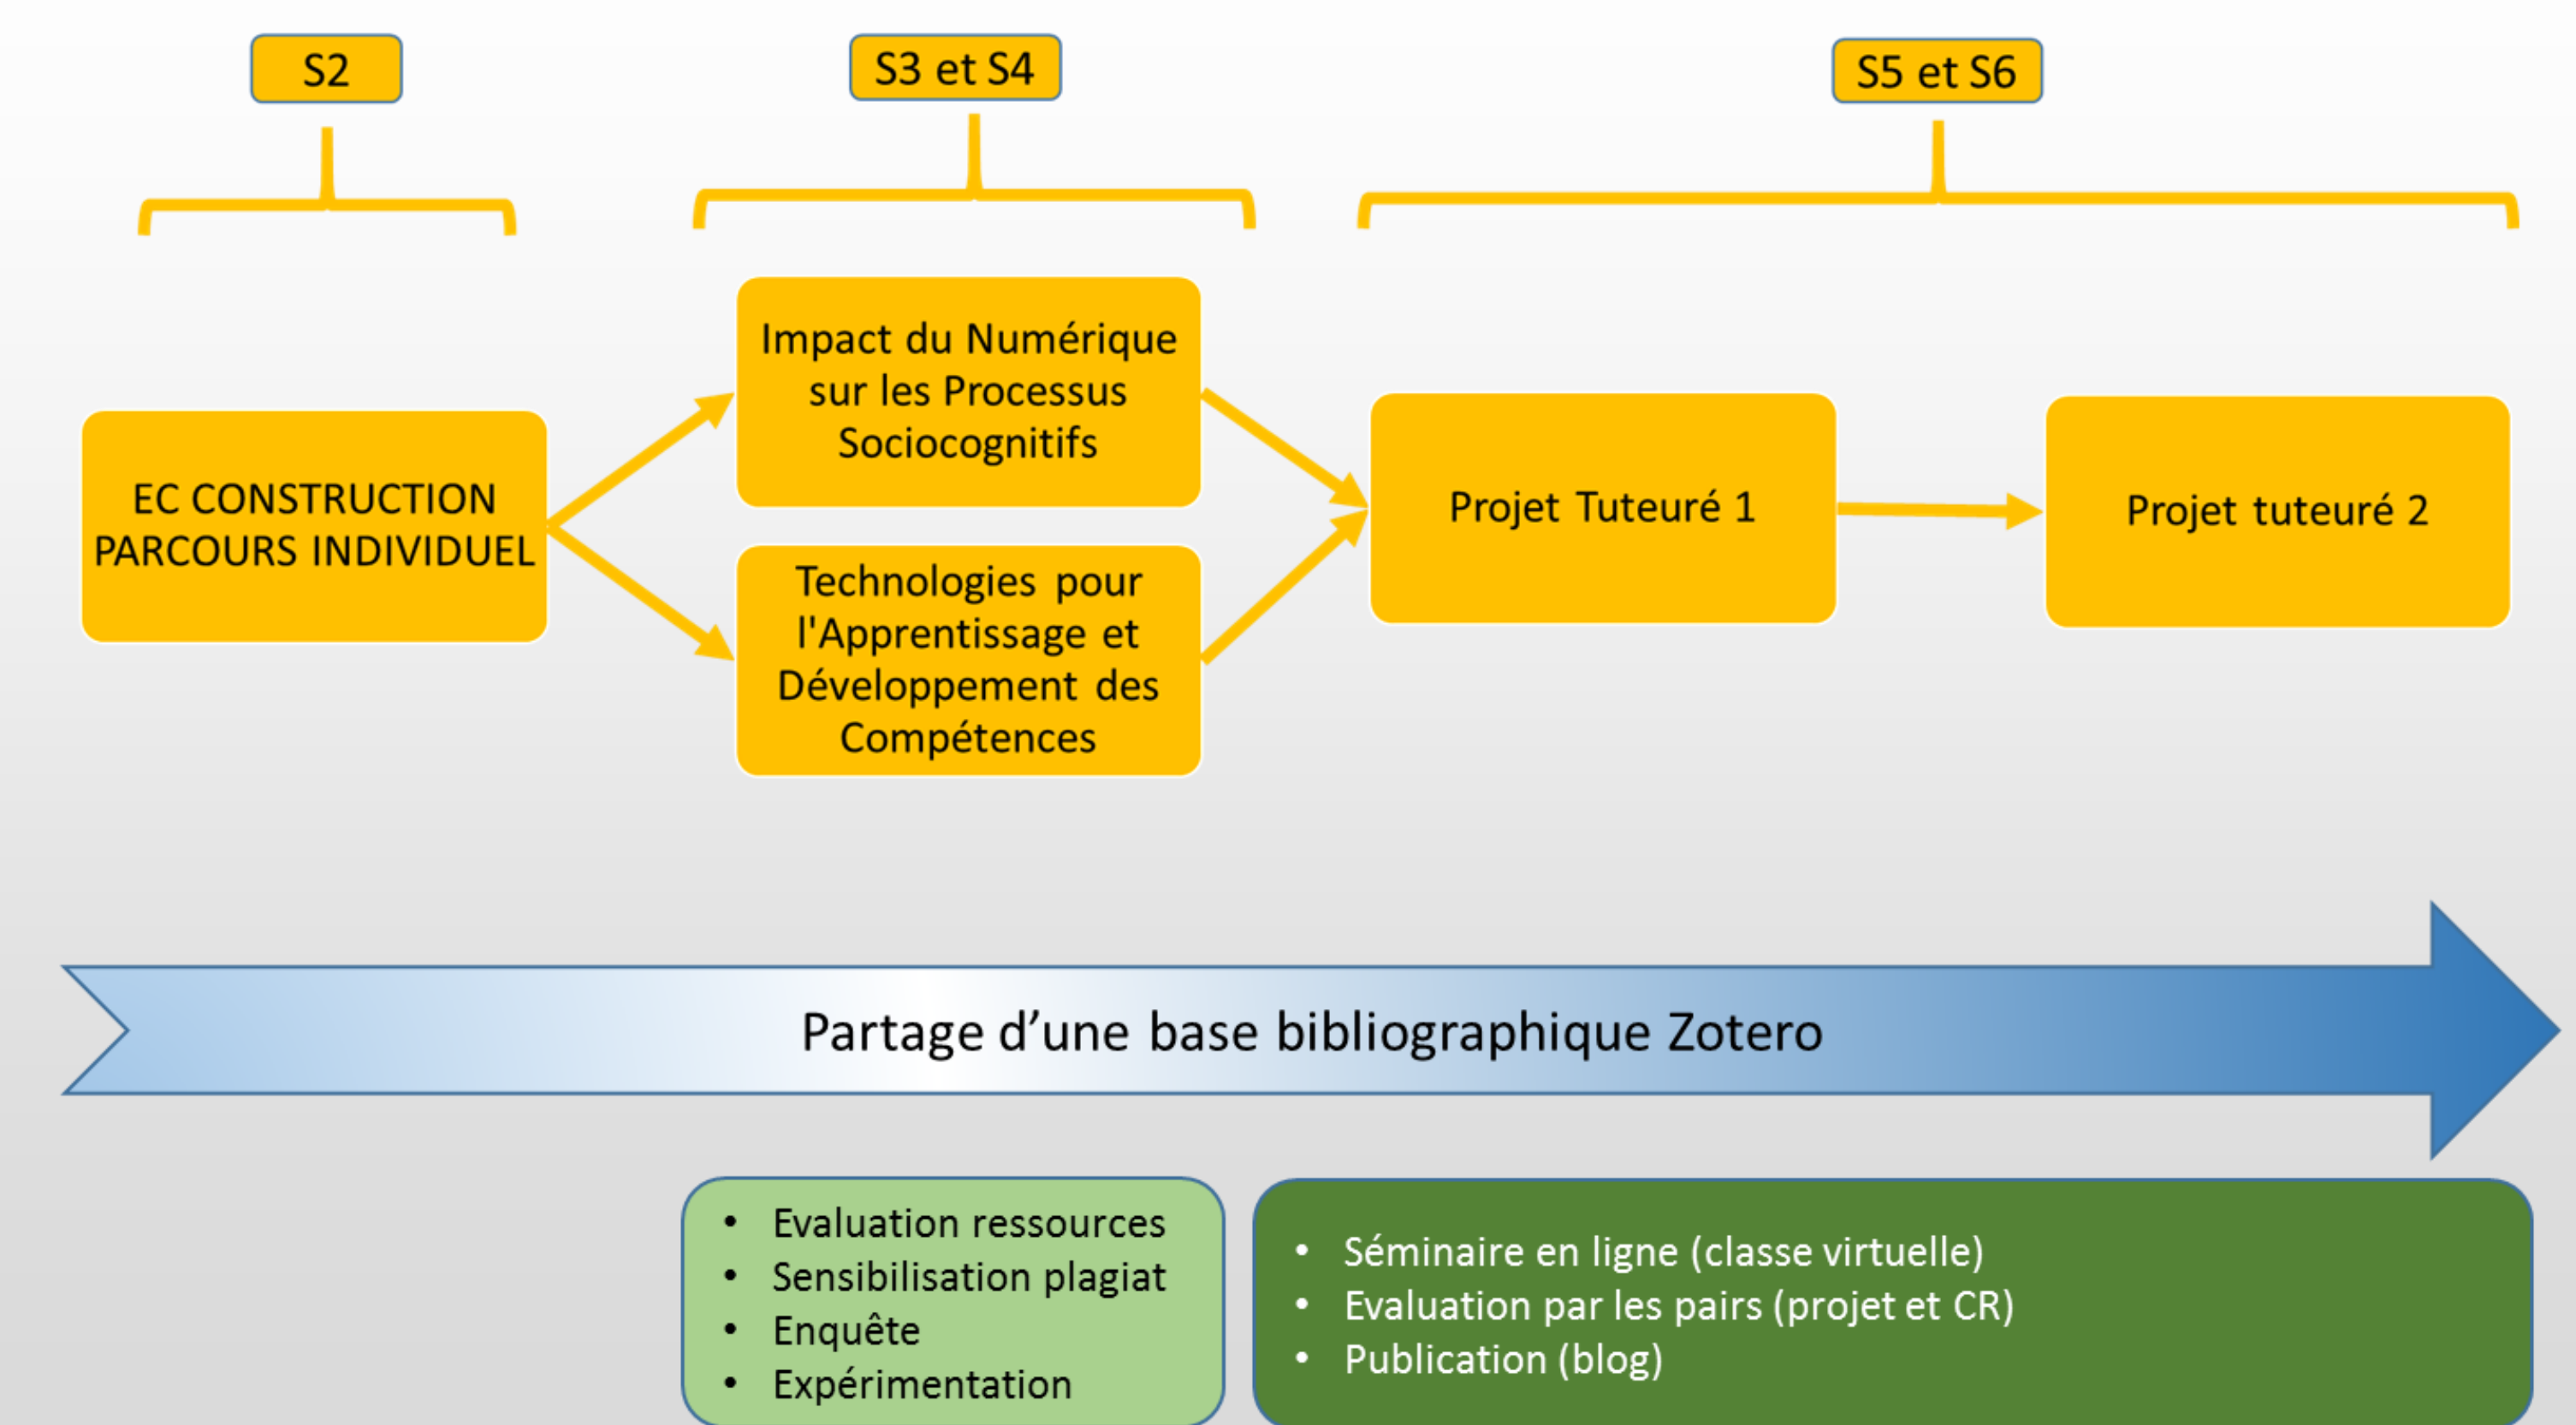 S2
S3 et S4
S5 et S6
EC CONSTRUCTION
PARCOURS INDIVIDUEL
Impact du Numérique
sur les Processus
Sociocognitifs
Technologies pour
l'Apprentissage et
Développement des
Compétences
Projet Tuteuré 1
Projet tuteuré 2
Partage d’une base bibliographique Zotero
• Evaluation ressources
• Sensibilisation plagiat
• Enquête
• Expérimentation
• Séminaire en ligne (classe virtuelle)
• Evaluation par les pairs (projet et CR)
• Publication (blog)